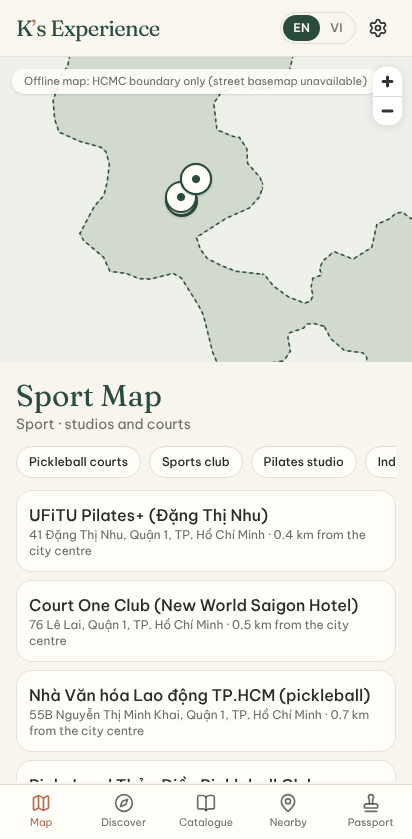 K's Experience
EN VI
Offline map: HCMC boundary only (street basemap unavailable)
+
−
Sport Map
Sport · studios and courts
Pickleball courts Sports club Pilates studio Ind
UFiTU Pilates+ (Đặng Thị Nhu)
41 Đặng Thị Nhu, Quận 1, TP. Hồ Chí Minh · 0.4 km from the
city centre
Court One Club (New World Saigon Hotel)
76 Lê Lai, Quận 1, TP. Hồ Chí Minh · 0.5 km from the city
centre
Nhà Văn hóa Lao động TP.HCM (pickleball)
55B Nguyễn Thị Minh Khai, Quận 1, TP. Hồ Chí Minh · 0.7 km
from the city centre
Map Discover Catalogue Nearby Passport